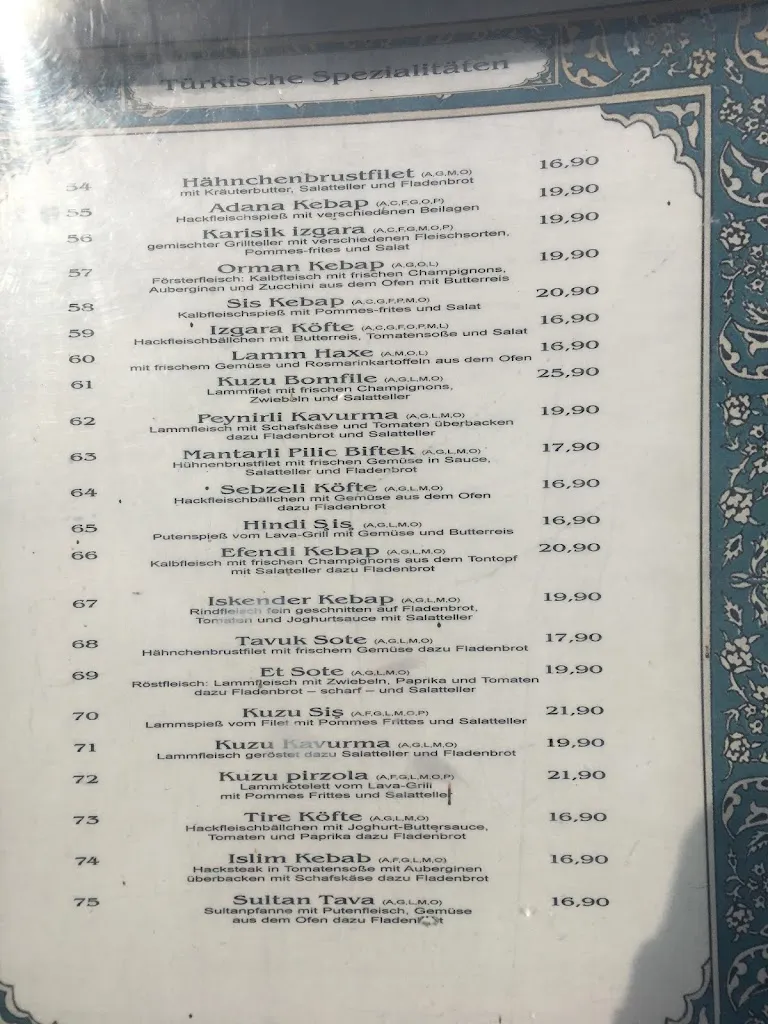 Türkische Spezialitäten
54 Hähnchenbrustfilet (A,G,M,O) 16,90
mit Kräuterbutter, Salatteller und Fladenbrot
55 Adana Kebap (A,C,F,G,O,P) 19,90
Hackfleischspieß mit verschiedenen Beilagen
56 Karisik izgara (A,C,F,G,M,O,P) 19,90
gemischter Grillteller mit verschiedenen Fleischsorten,
Pommes-frites und Salat
57 Orman Kebap (A,G,O,L) 19,90
Försterfleisch: Kalbfleisch mit frischen Champignons,
Auberginen und Zucchini aus dem Ofen mit Butterreis
58 Sis Kebap (A,C,G,F,P,M,O) 20,90
Kalbfleischspieß mit Pommes-frites und Salat
59 Izgara Köfte (A,C,G,F,O,P,M,L) 16,90
Hackfleischbällchen mit Butterreis, Tomatensoße und Salat
60 Lamm Haxe (A,M,O,L) 16,90
mit frischem Gemüse und Rosmarinkartoffeln aus dem Ofen
61 Kuzu Bomfile (A,G,L,M,O) 25,90
Lammfilet mit frischen Champignons,
Zwiebeln und Salatteller
62 Peynirli Kavurma (A,G,L,M,O) 19,90
Lammfleisch mit Schafskäse und Tomaten überbacken
dazu Fladenbrot und Salatteller
63 Mantarli Pilic Biftek (A,G,L,M,O) 17,90
Hühnenbrustfilet mit frischen Gemüse in Sauce,
Salatteller und Fladenbrot
64 Sebzeli Köfte (A,G,L,M,O) 16,90
Hackfleischbällchen mit Gemüse aus dem Ofen
dazu Fladenbrot
65 Hindi Şiş (A,G,L,M,O) 16,90
Putenspieß vom Lava-Grill mit Gemüse und Butterreis
66 Efendi Kebap (A,G,L,M,O) 20,90
Kalbfleisch mit frischen Champignons aus dem Tontopf
mit Salatteller dazu Fladenbrot
67 Iskender Kebap (A,G,L,M,O) 19,90
Rindfleisch fein geschnitten auf Fladenbrot,
Tomaten und Joghurtsauce mit Salatteller
68 Tavuk Sote (A,G,L,M,O) 17,90
Hähnchenbrustfilet mit frischem Gemüse dazu Fladenbrot
69 Et Sote (A,G,L,M,O) 19,90
Röstfleisch: Lammfleisch mit Zwiebeln, Paprika und Tomaten
dazu Fladenbrot – scharf – und Salatteller
70 Kuzu Siş (A,F,G,L,M,O,P) 21,90
Lammspieß vom Filet mit Pommes Frittes und Salatteller
71 Kuzu Kavurma (A,G,L,M,O) 19,90
Lammfleisch geröstet dazu Salatteller und Fladenbrot
72 Kuzu pirzola (A,F,G,L,M,O,P) 21,90
Lammkotelett vom Lava-Grill
mit Pommes Frittes und Salatteller
73 Tire Köfte (A,G,L,M,O) 16,90
Hackfleischbällchen mit Joghurt-Buttersauce,
Tomaten und Paprika dazu Fladenbrot
74 Islim Kebab (A,F,G,L,M,O) 16,90
Hacksteak in Tomatensoße mit Auberginen
überbacken mit Schafskäse dazu Fladenbrot
75 Sultan Tava (A,G,L,M,O) 16,90
Sultanpfanne mit Putenfleisch, Gemüse
aus dem Ofen dazu Fladenbrot